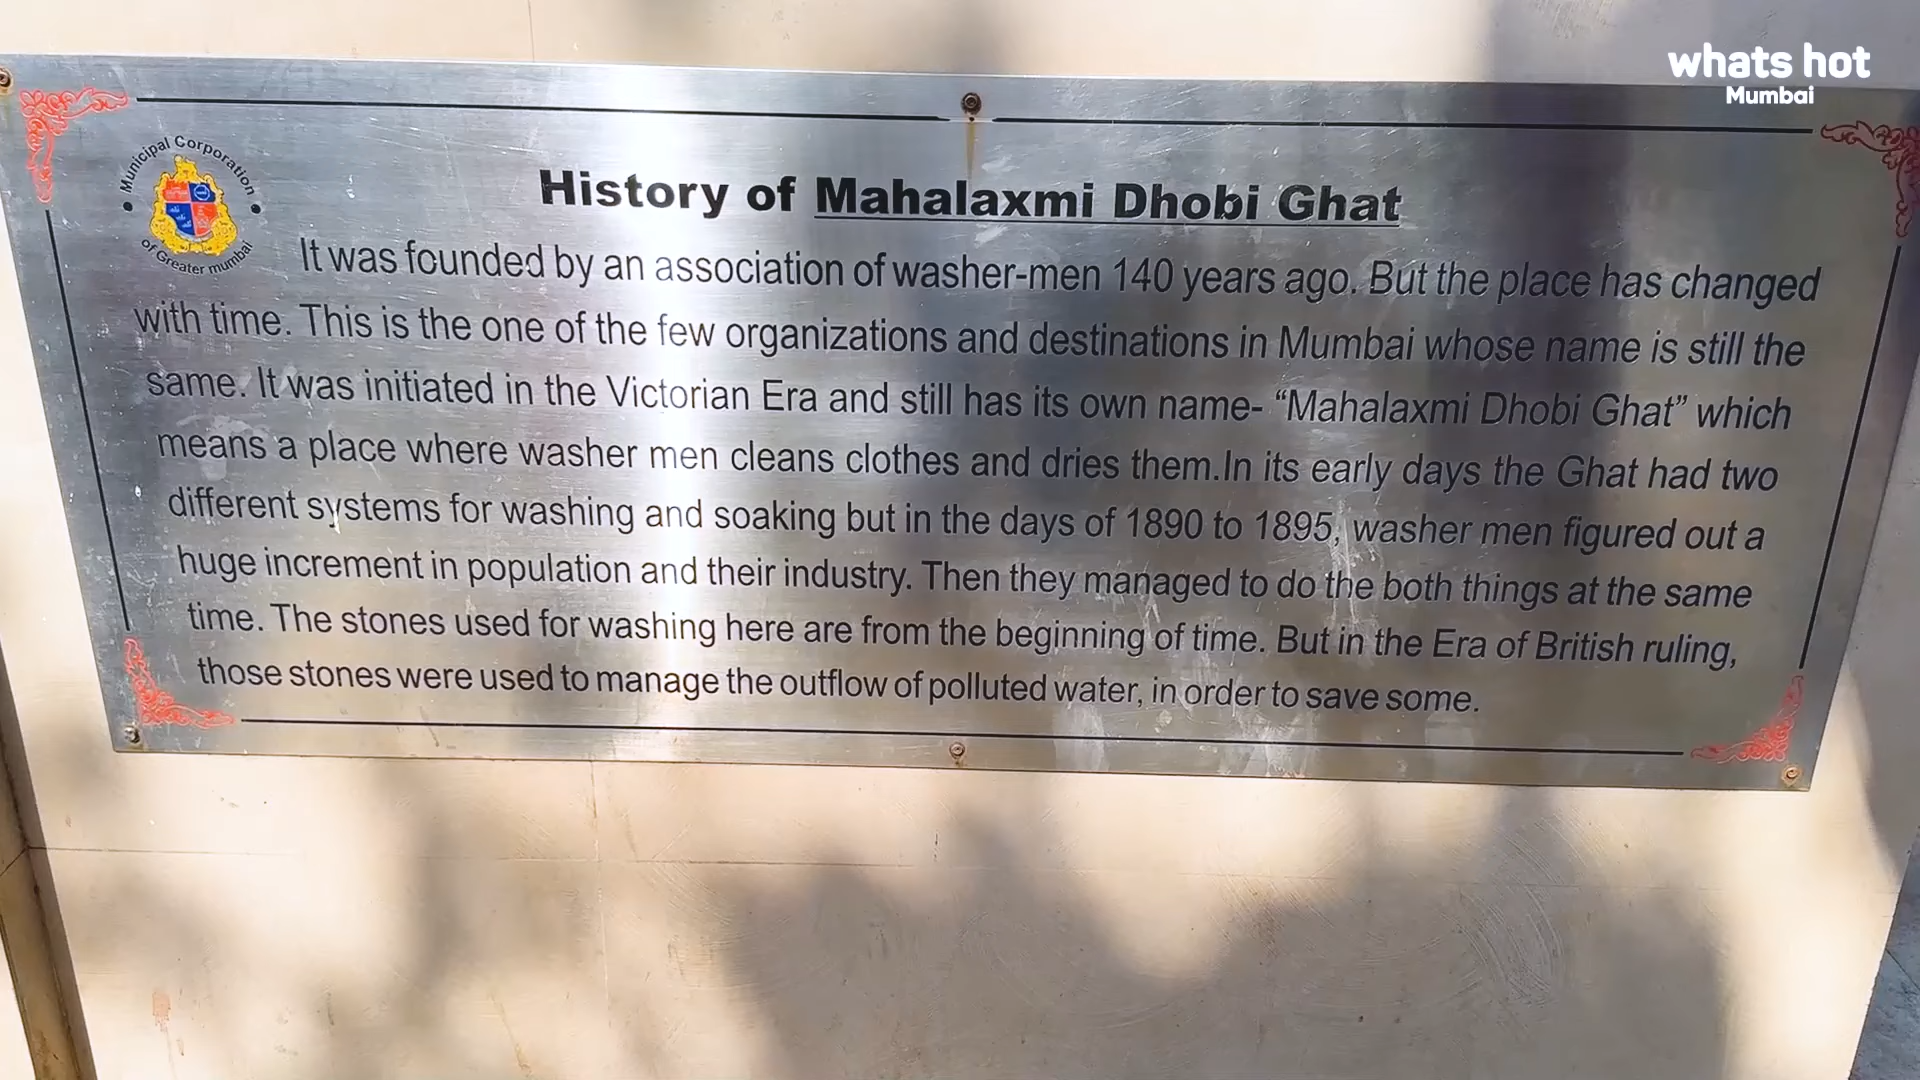 whats hot
Mumbai
Municipal Corporation
of Greater mumbai
History of Mahalaxmi Dhobi Ghat
It was founded by an association of washer-men 140 years ago. But the place has changed
with time. This is the one of the few organizations and destinations in Mumbai whose name is still the
same. It was initiated in the Victorian Era and still has its own name- “Mahalaxmi Dhobi Ghat” which
means a place where washer men cleans clothes and dries them.In its early days the Ghat had two
different systems for washing and soaking but in the days of 1890 to 1895, washer men figured out a
huge increment in population and their industry. Then they managed to do the both things at the same
time. The stones used for washing here are from the beginning of time. But in the Era of British ruling,
those stones were used to manage the outflow of polluted water, in order to save some.